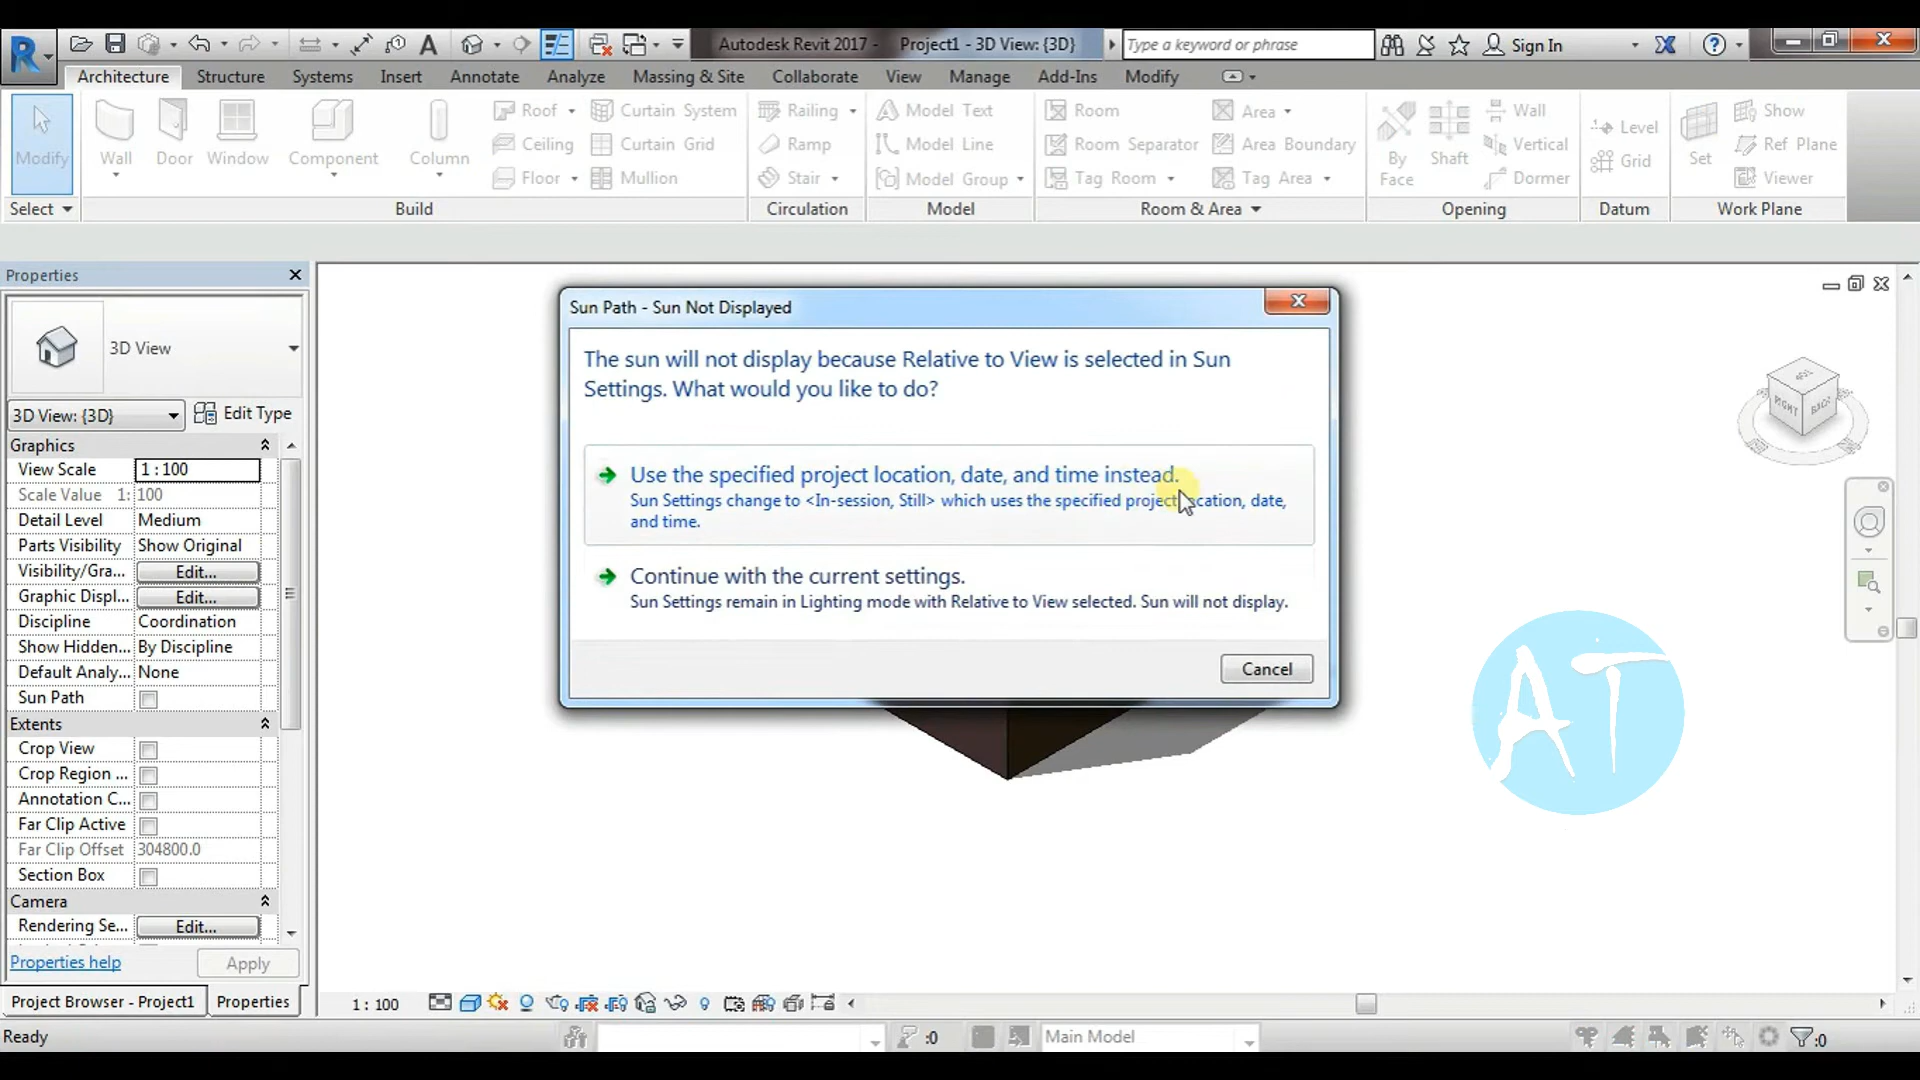 Autodesk Revit 2017 - Project1 - 3D View: {3D}
Type a keyword or phrase
Sign In
Architecture Structure Systems Insert Annotate Analyze Massing & Site Collaborate View Manage Add-Ins Modify
Modify
Wall
Door
Window
Component
Column
Roof
Ceiling
Floor
Curtain System
Curtain Grid
Mullion
Railing
Ramp
Stair
Model Text
Model Line
Model Group
Room
Room Separator
Tag Room
Area
Area Boundary
Tag Area
By
Face
Shaft
Wall
Vertical
Dormer
Level
Grid
Set
Show
Ref Plane
Viewer
Select
Build
Circulation
Model
Room & Area
Opening
Datum
Work Plane
Properties
3D View
3D View: {3D}
Edit Type
Graphics
View Scale 1 : 100
Scale Value 1: 100
Detail Level Medium
Parts Visibility Show Original
Visibility/Gra... Edit...
Graphic Displ... Edit...
Discipline Coordination
Show Hidden... By Discipline
Default Analy... None
Sun Path
Extents
Crop View
Crop Region ...
Annotation C...
Far Clip Active
Far Clip Offset 304800.0
Section Box
Camera
Rendering Se... Edit...
Properties help
Apply
Project Browser - Project1
Properties
Sun Path - Sun Not Displayed
The sun will not display because Relative to View is selected in Sun
Settings. What would you like to do?
Use the specified project location, date, and time instead.
Sun Settings change to <In-session, Still> which uses the specified project location, date,
and time.
Continue with the current settings.
Sun Settings remain in Lighting mode with Relative to View selected. Sun will not display.
Cancel
RIGHT
BACK
AT
1 : 100
Ready
:0
Main Model
:0